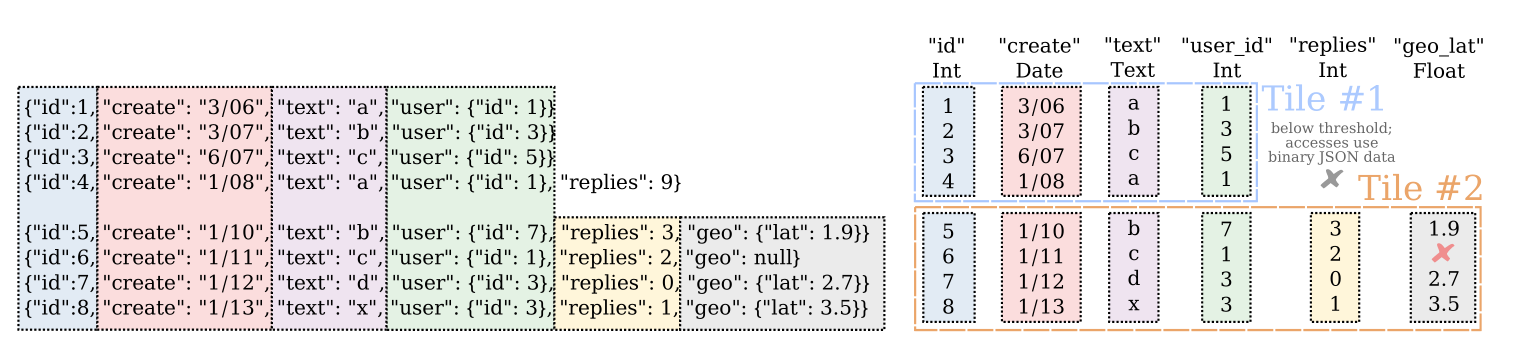 {"id":1, "create": "3/06", "text": "a", "user": {"id": 1}}
{"id":2, "create": "3/07", "text": "b", "user": {"id": 3}}
{"id":3, "create": "6/07", "text": "c", "user": {"id": 5}}
{"id":4, "create": "1/08", "text": "a", "user": {"id": 1}, "replies": 9}
{"id":5, "create": "1/10", "text": "b", "user": {"id": 7}, "replies": 3, "geo": {"lat": 1.9}}
{"id":6, "create": "1/11", "text": "c", "user": {"id": 1}, "replies": 2, "geo": null}
{"id":7, "create": "1/12", "text": "d", "user": {"id": 3}, "replies": 0, "geo": {"lat": 2.7}}
{"id":8, "create": "1/13", "text": "x", "user": {"id": 3}, "replies": 1, "geo": {"lat": 3.5}}
"id" "create" "text" "user_id" "replies" "geo_lat"
Int Date Text Int Int Float
Tile #1
1 3/06 a 1
2 3/07 b 3
3 6/07 c 5
4 1/08 a 1
below threshold;
accesses use
binary JSON data
✘
Tile #2
5 1/10 b 7 3 1.9
6 1/11 c 1 2 ✘
7 1/12 d 3 0 2.7
8 1/13 x 3 1 3.5